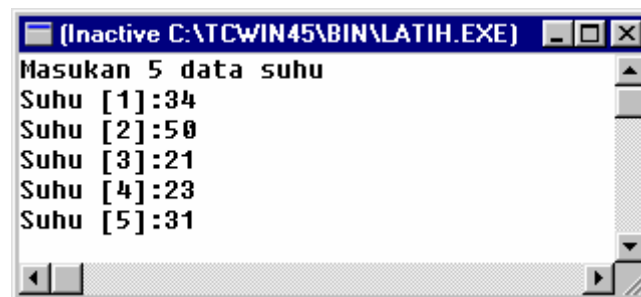 (Inactive C:\TCWIN45\BIN\LATIH.EXE)
Masukan 5 data suhu
Suhu [1]:34
Suhu [2]:50
Suhu [3]:21
Suhu [4]:23
Suhu [5]:31